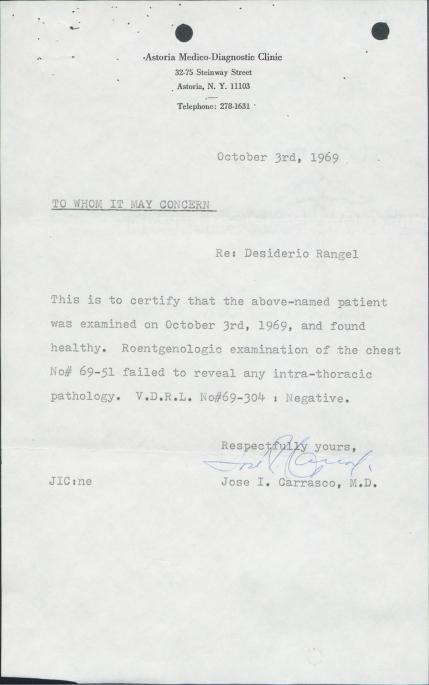 Astoria Medico-Diagnostic Clinic
32-75 Steinway Street
Astoria, N. Y. 11103
Telephone: 278-1631
October 3rd, 1969
TO WHOM IT MAY CONCERN
Re: Desiderio Rangel
This is to certify that the above-named patient
was examined on October 3rd, 1969, and found
healthy. Roentgenologic examination of the chest
No# 69-51 failed to reveal any intra-thoracic
pathology. V.D.R.L. No#69-304 : Negative.
Respectfully yours,
JIC:ne Jose I. Carrasco, M.D.